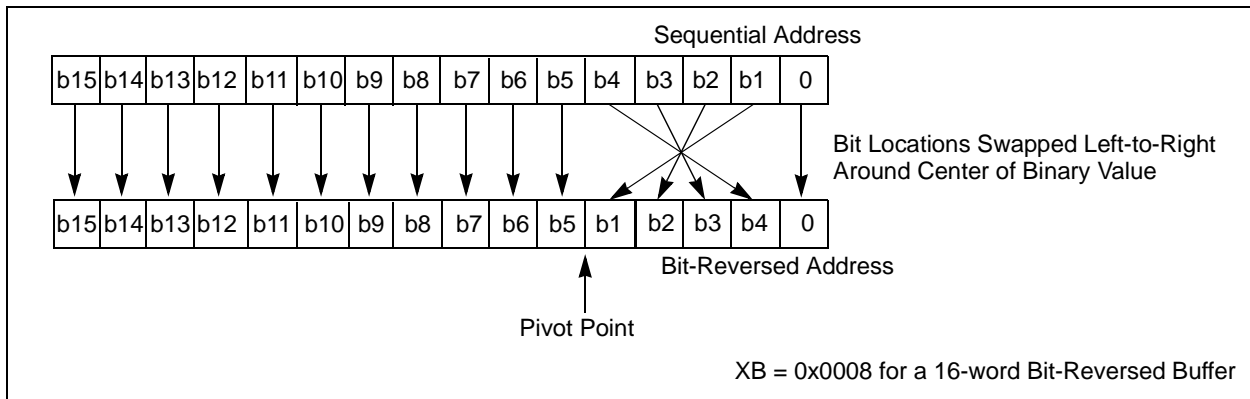 Sequential Address
b15 b14 b13 b12 b11 b10 b9 b8 b7 b6 b5 b4 b3 b2 b1 0
Bit Locations Swapped Left-to-Right
Around Center of Binary Value
b15 b14 b13 b12 b11 b10 b9 b8 b7 b6 b5 b1 b2 b3 b4 0
Bit-Reversed Address
Pivot Point
XB = 0x0008 for a 16-word Bit-Reversed Buffer